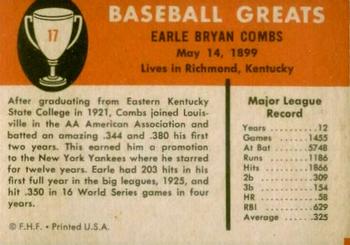 17
BASEBALL GREATS
EARLE BRYAN COMBS
May 14, 1899
Lives in Richmond, Kentucky
After graduating from Eastern Kentucky
State College in 1921, Combs joined Louis-
ville in the AA American Association and
batted an amazing .344 and .380 his first
two years. This earned him a promotion
to the New York Yankees where he starred
for twelve years. Earle had 203 hits in his
first full year in the big leagues, 1925, and
hit .350 in 16 World Series games in four
years.
© F.H.F. • Printed U.S.A.
Major League
Record
Years ............12
Games ........1455
At Bat ........5748
Runs ..........1186
Hits ............1866
2b ..............309
3b ..............154
HR ..............58
RBI ............629
Average......325